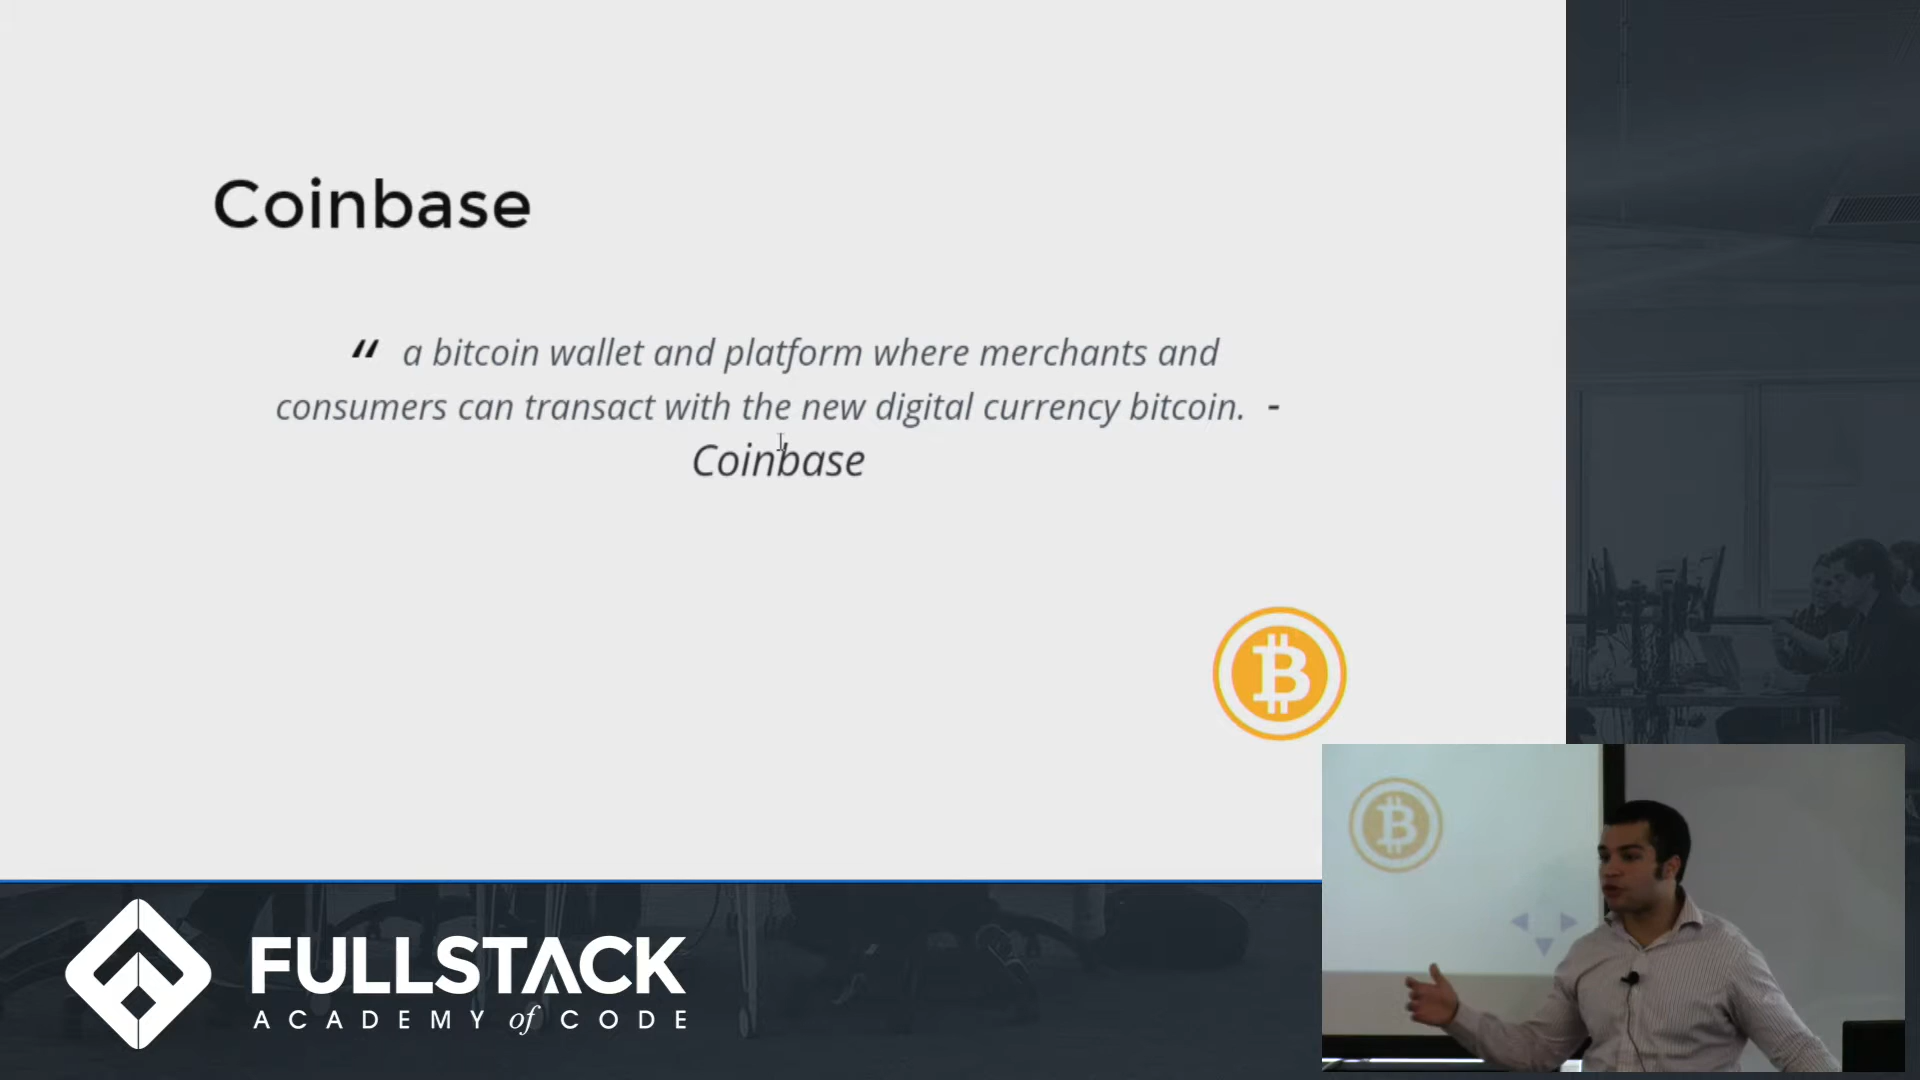 Coinbase
“ a bitcoin wallet and platform where merchants and
consumers can transact with the new digital currency bitcoin. -
Coinbase
FULLSTACK
ACADEMY of CODE